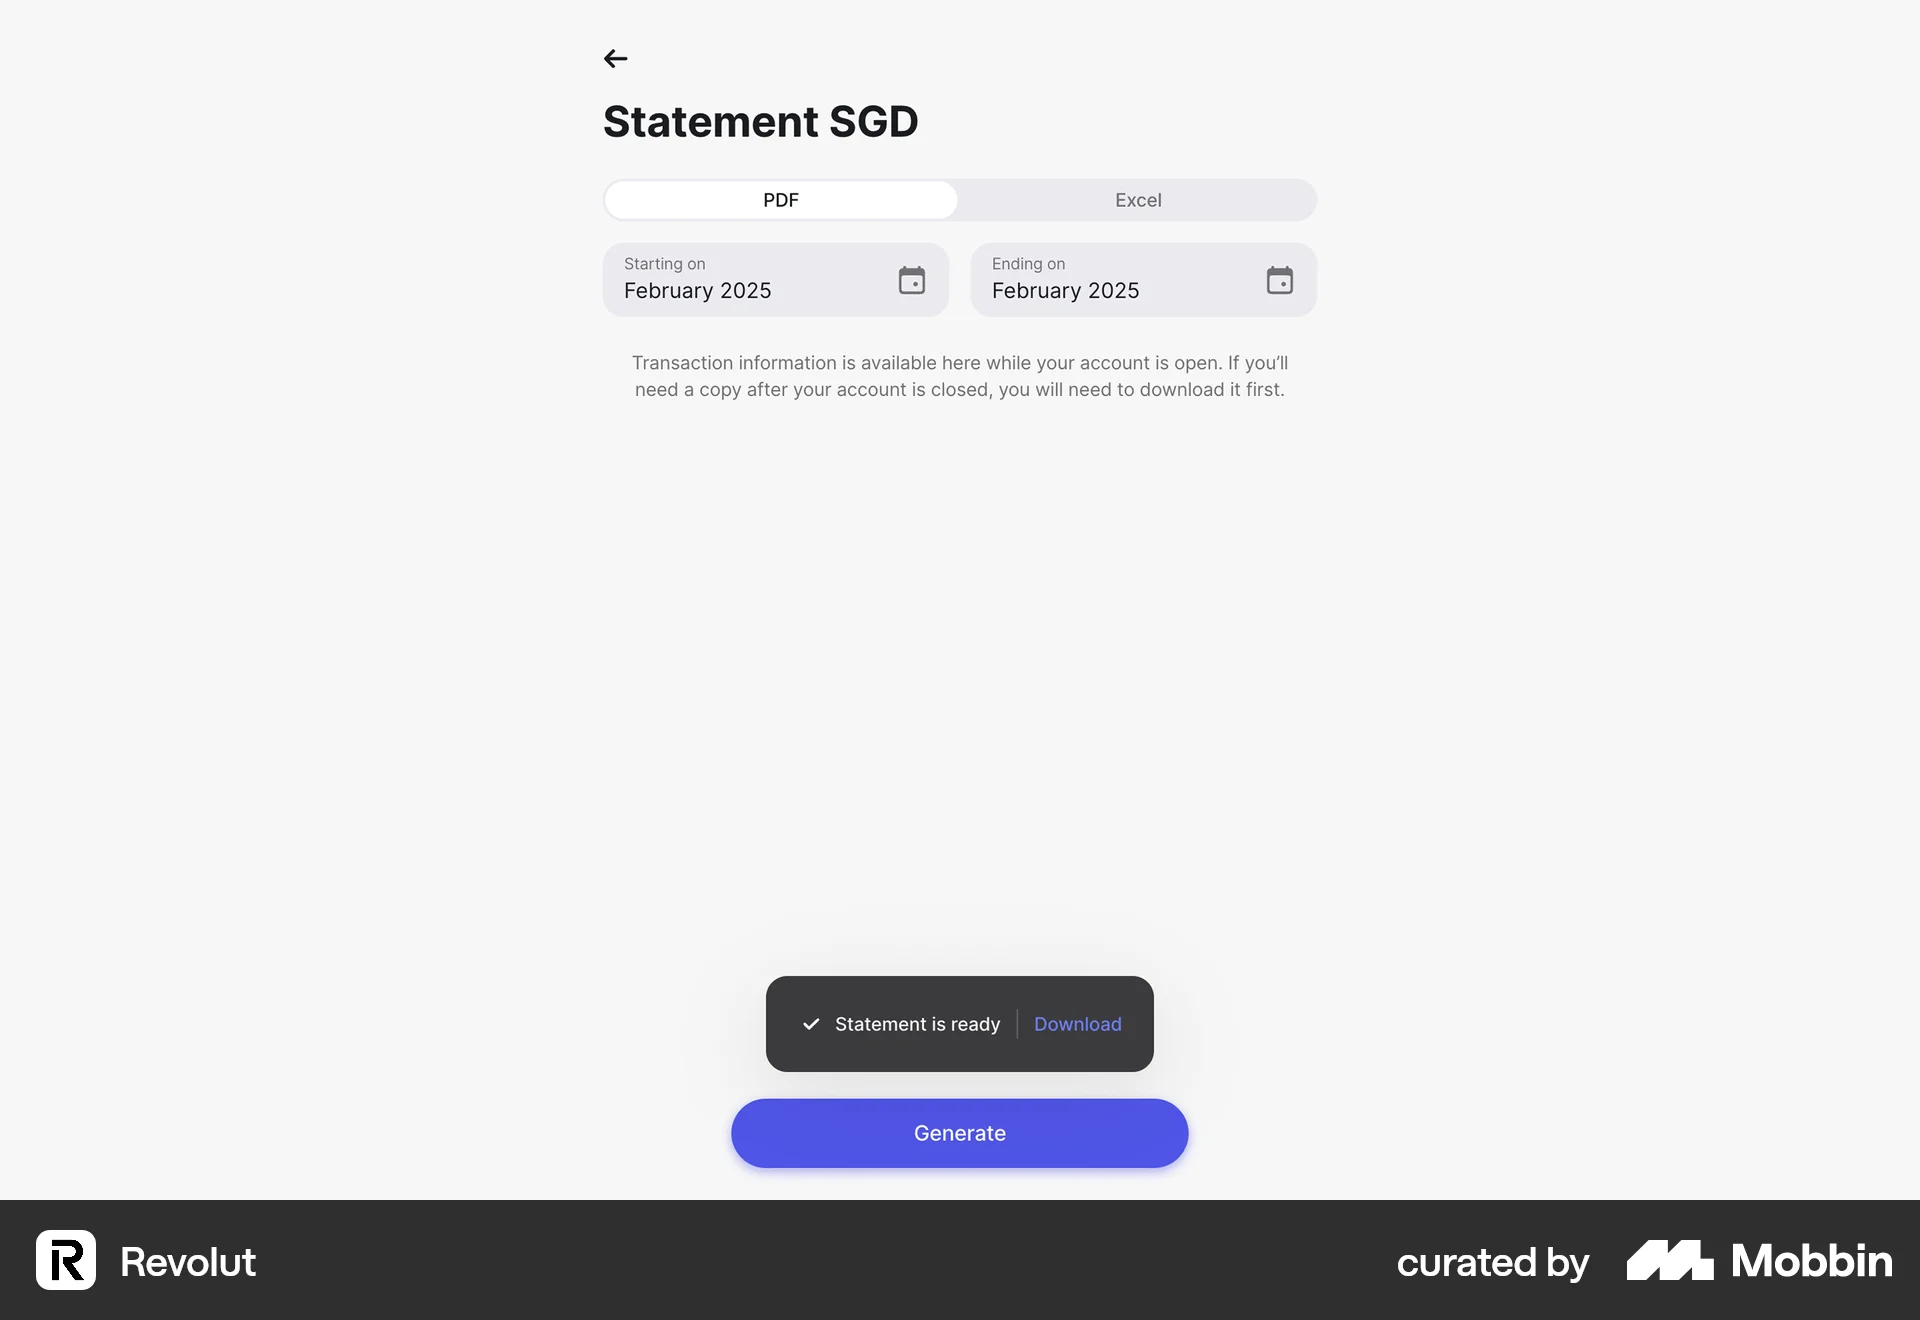 Statement SGD
PDF
Excel
Starting on
February 2025
Ending on
February 2025
Transaction information is available here while your account is open. If you’ll
need a copy after your account is closed, you will need to download it first.
Statement is ready
Download
Generate
Revolut
curated by
Mobbin